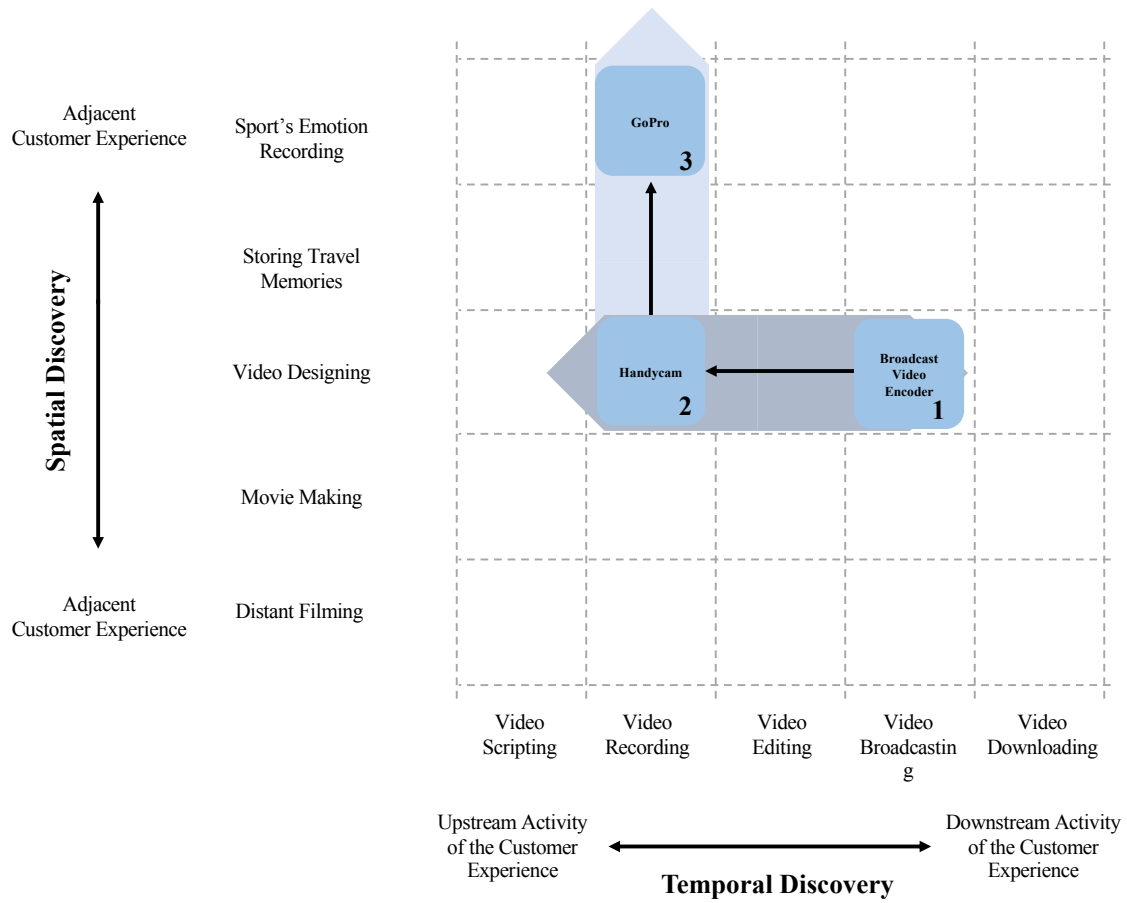 Adjacent
Customer Experience
Sport’s Emotion
Recording
GoPro
3
Storing Travel
Memories
Spatial Discovery
Video Designing
Handycam
2
Broadcast
Video
Encoder
1
Movie Making
Adjacent
Customer Experience
Distant Filming
Video
Scripting
Video
Recording
Video
Editing
Video
Broadcastin
g
Video
Downloading
Upstream Activity
of the Customer
Experience
Downstream Activity
of the Customer
Experience
Temporal Discovery